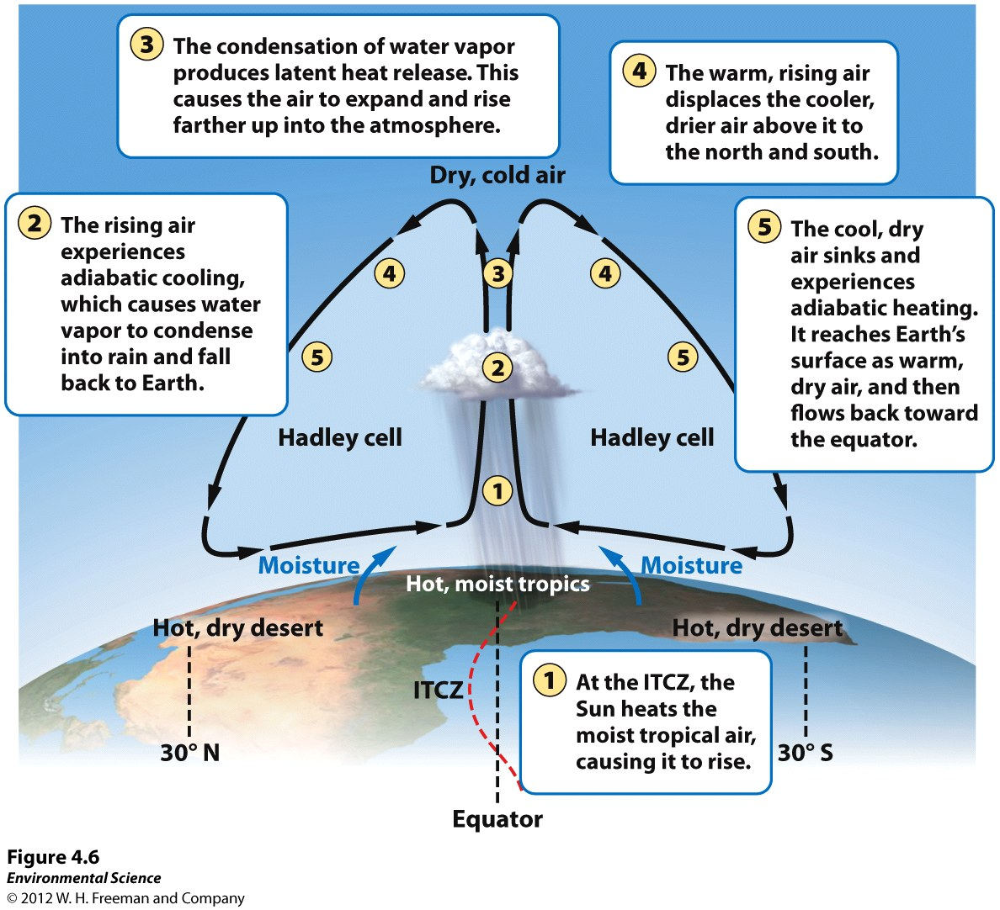 3 The condensation of water vapor
produces latent heat release. This
causes the air to expand and rise
farther up into the atmosphere.
4 The warm, rising air
displaces the cooler,
drier air above it to
the north and south.
Dry, cold air
2 The rising air
experiences
adiabatic cooling,
which causes water
vapor to condense
into rain and fall
back to Earth.
5 The cool, dry
air sinks and
experiences
adiabatic heating.
It reaches Earth's
surface as warm,
dry air, and then
flows back toward
the equator.
4 3 4
5 2 5
Hadley cell Hadley cell
1
Moisture Moisture
Hot, moist tropics
Hot, dry desert Hot, dry desert
ITCZ
1 At the ITCZ, the
Sun heats the
moist tropical air,
causing it to rise.
30° N 30° S
Equator
Figure 4.6
Environmental Science
© 2012 W. H. Freeman and Company